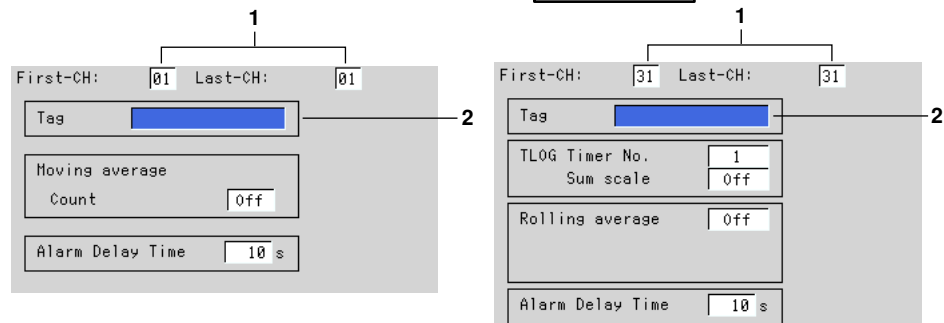 1
First-CH: 01 Last-CH: 01
Tag
2
Moving average
Count Off
Alarm Delay Time 10 s
1
First-CH: 31 Last-CH: 31
Tag
2
TLOG Timer No. 1
Sum scale Off
Rolling average Off
Alarm Delay Time 10 s